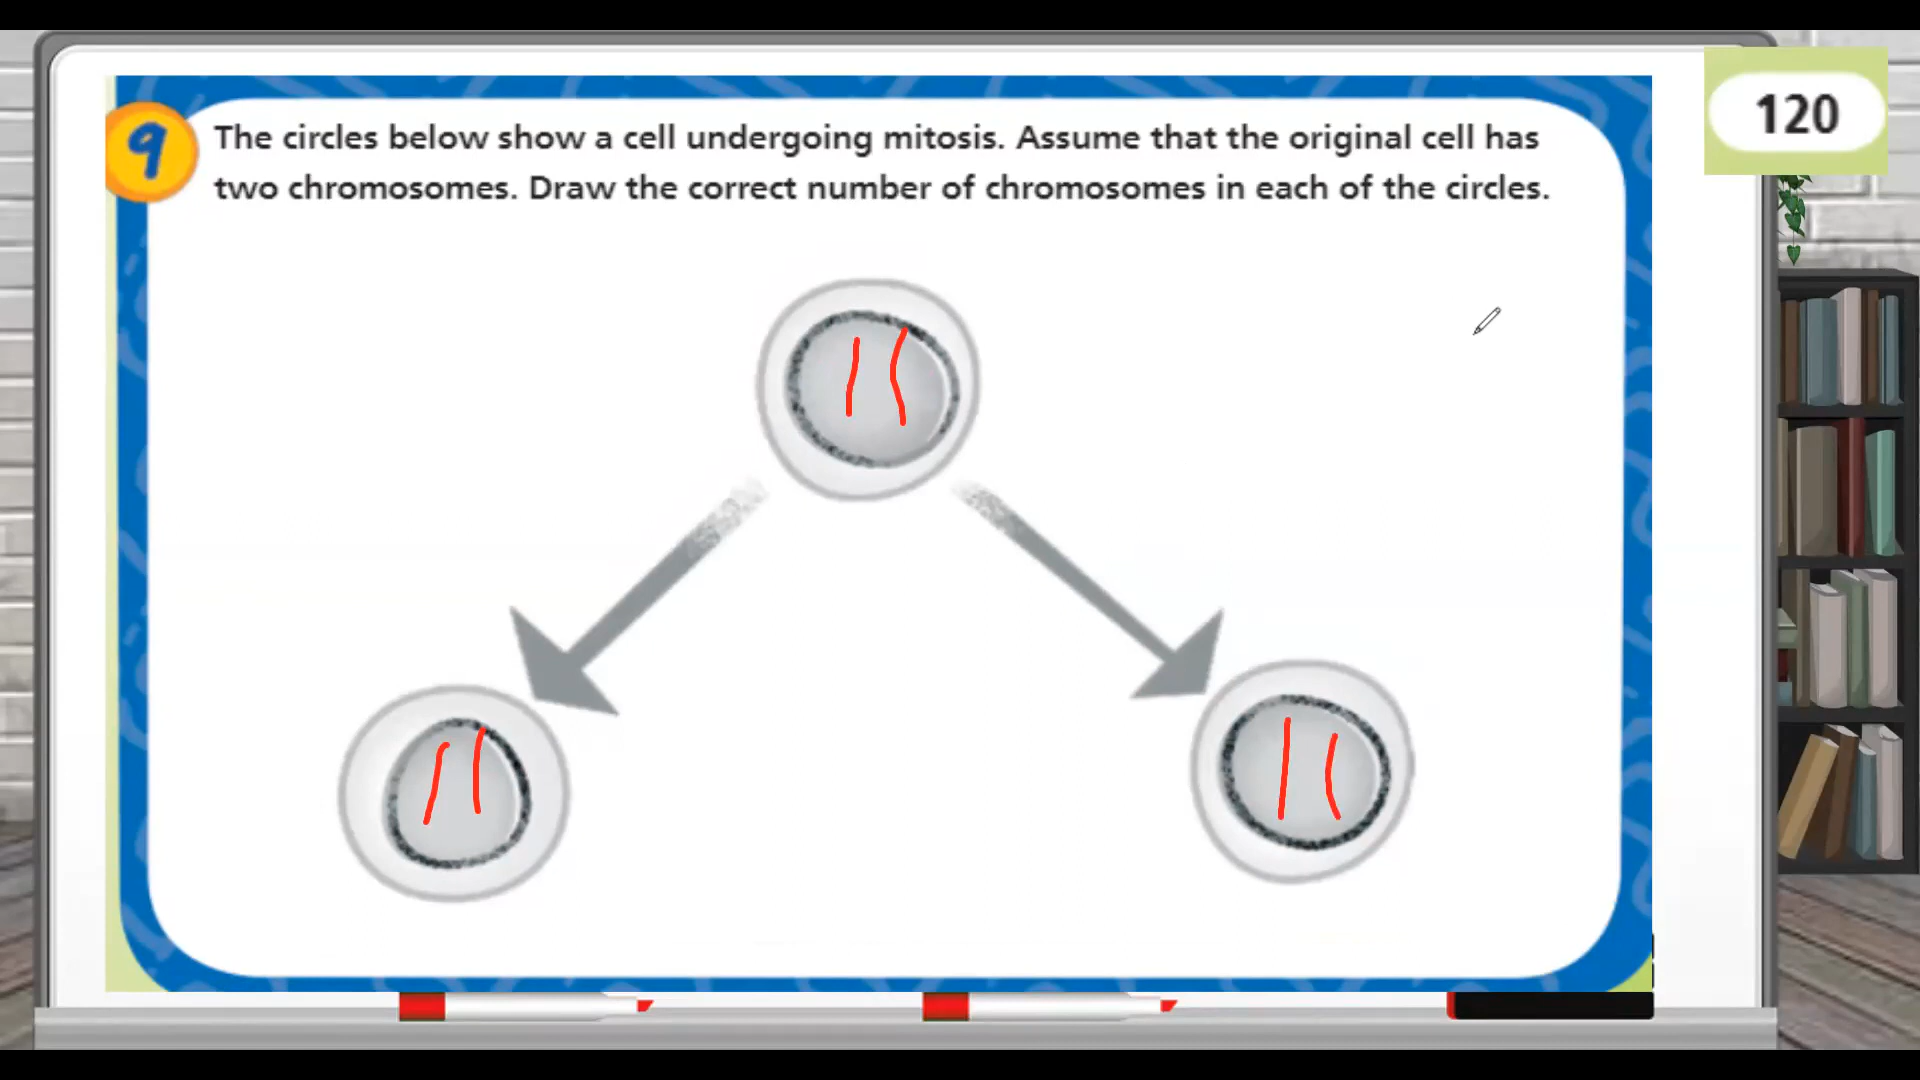 9
The circles below show a cell undergoing mitosis. Assume that the original cell has
two chromosomes. Draw the correct number of chromosomes in each of the circles.
120